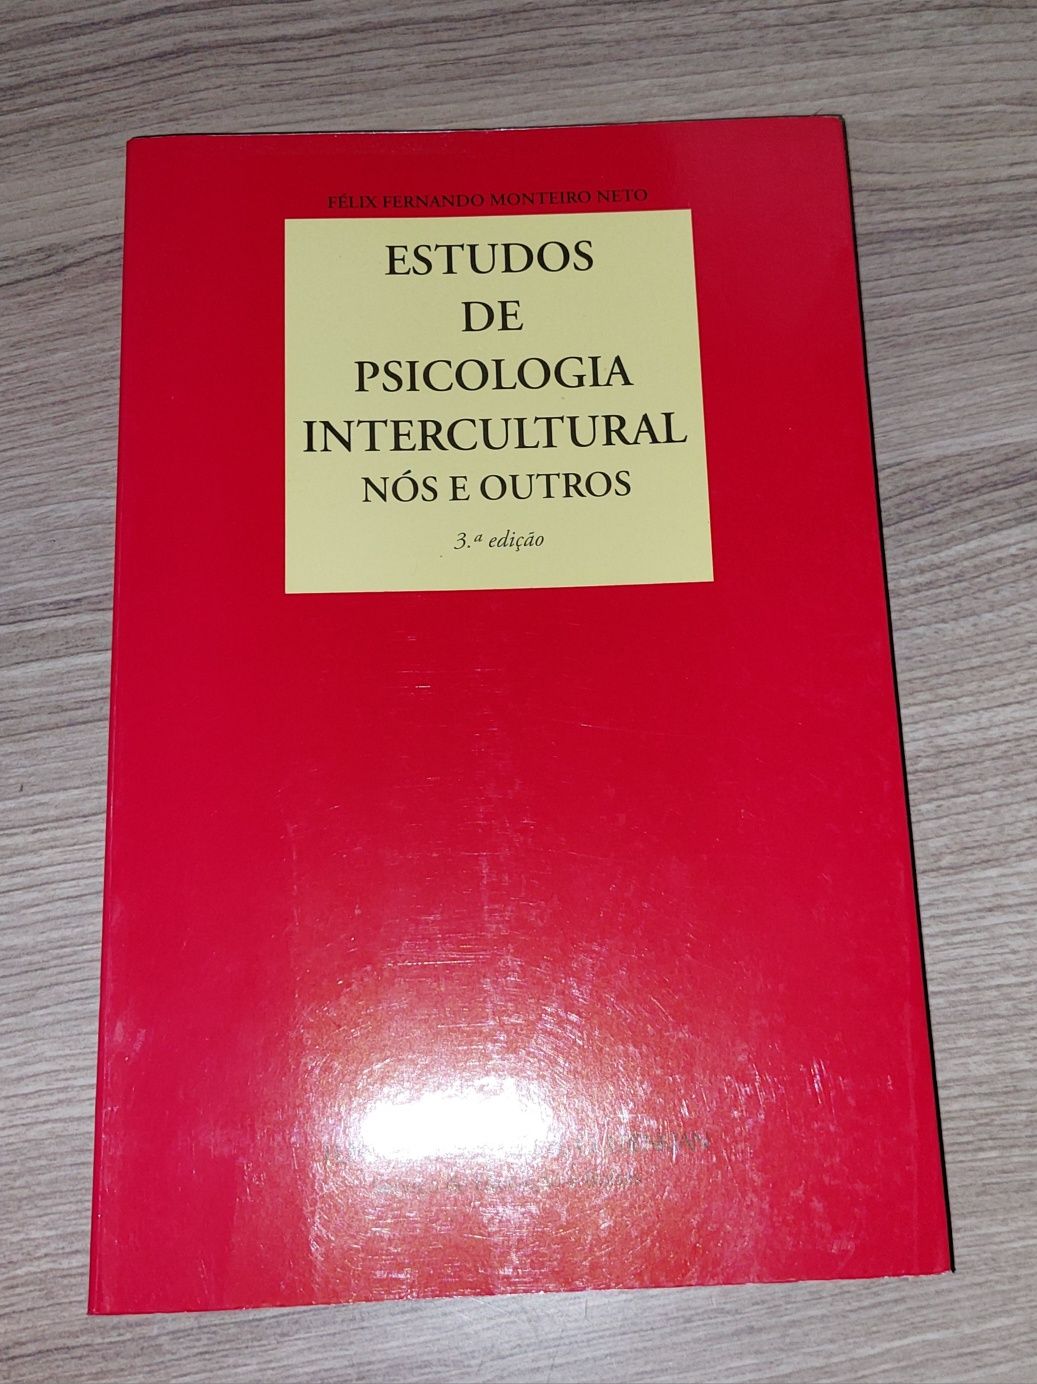 FÉLIX FERNANDO MONTEIRO NETO
ESTUDOS
DE
PSICOLOGIA
INTERCULTURAL
NÓS E OUTROS
3.ª edição